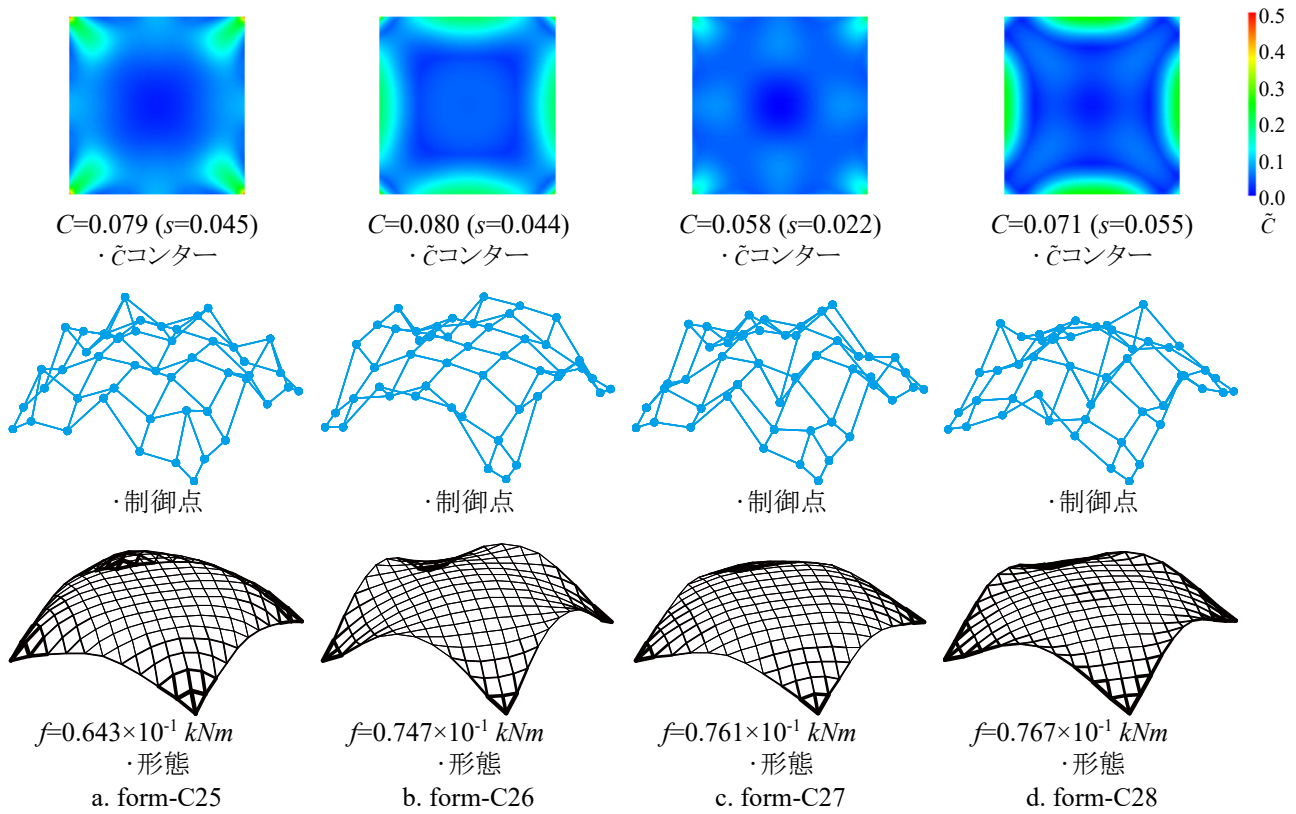 0.5
0.4
0.3
0.2
0.1
0.0
C̃
C=0.079 (s=0.045)
・C̃コンター
C=0.080 (s=0.044)
・C̃コンター
C=0.058 (s=0.022)
・C̃コンター
C=0.071 (s=0.055)
・C̃コンター
・制御点
・制御点
・制御点
・制御点
f=0.643×10⁻¹ kNm
・形態
a. form-C25
f=0.747×10⁻¹ kNm
・形態
b. form-C26
f=0.761×10⁻¹ kNm
・形態
c. form-C27
f=0.767×10⁻¹ kNm
・形態
d. form-C28